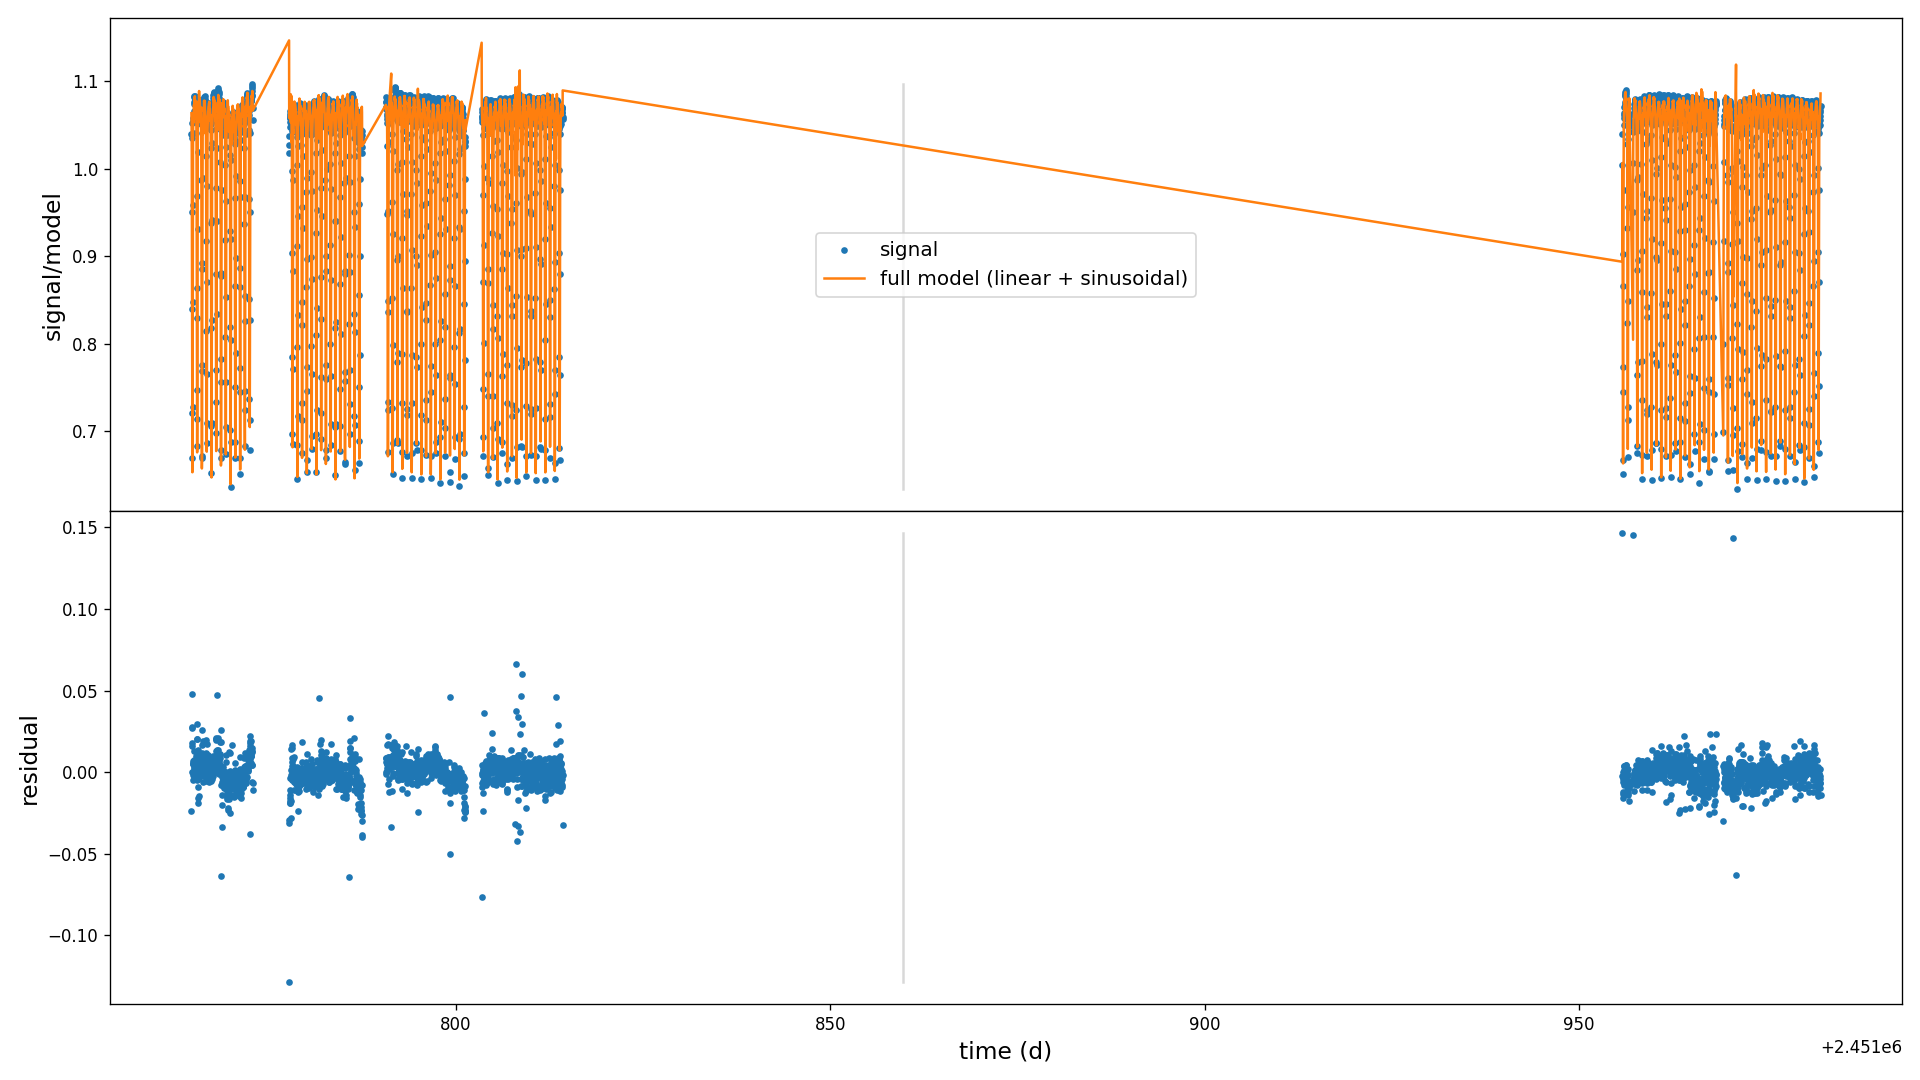 1.1
1.0
0.9
0.8
0.7
signal/model
signal
full model (linear + sinusoidal)
0.15
0.10
0.05
0.00
−0.05
−0.10
residual
800
850
900
950
time (d)
+2.451e6